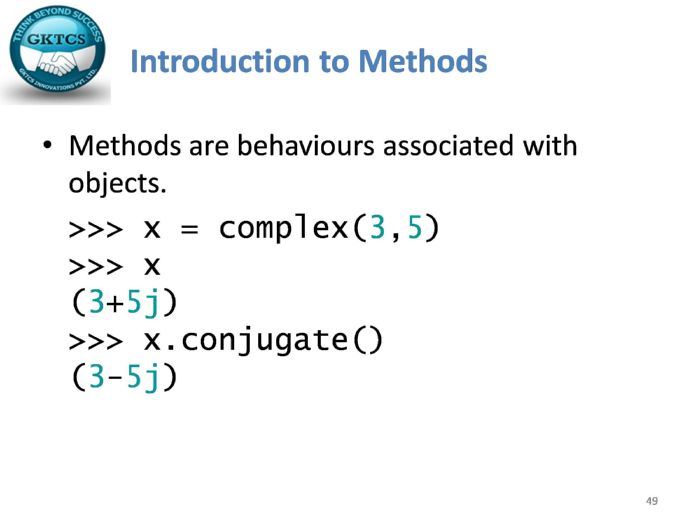 THINK BEYOND SUCCESS
GKTCS
GKTCS INNOVATIONS PVT. LTD.
Introduction to Methods
• Methods are behaviours associated with
objects.
>>> x = complex(3,5)
>>> x
(3+5j)
>>> x.conjugate()
(3-5j)
49